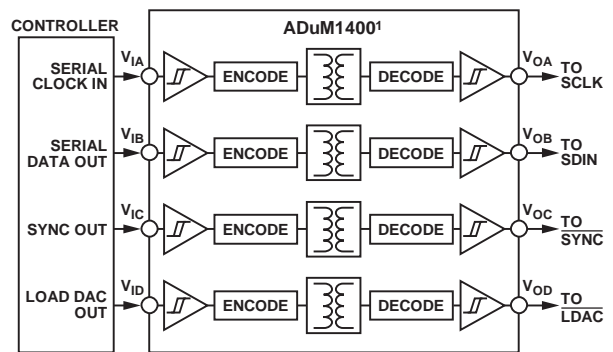 CONTROLLER
ADuM1400¹
SERIAL
CLOCK IN
V_IA
ENCODE
DECODE
V_OA
TO
SCLK
SERIAL
DATA OUT
V_IB
ENCODE
DECODE
V_OB
TO
SDIN
SYNC OUT
V_IC
ENCODE
DECODE
V_OC
TO
SYNC
LOAD DAC
OUT
V_ID
ENCODE
DECODE
V_OD
TO
LDAC